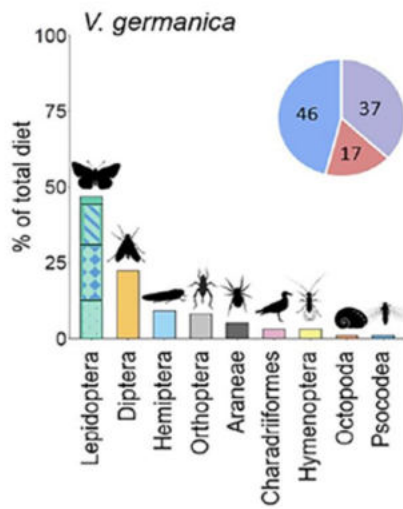 V. germanica
% of total diet
100
75
50
25
0
46
37
17
Lepidoptera
Diptera
Hemiptera
Orthoptera
Araneae
Charadriiformes
Hymenoptera
Octopoda
Psocodea